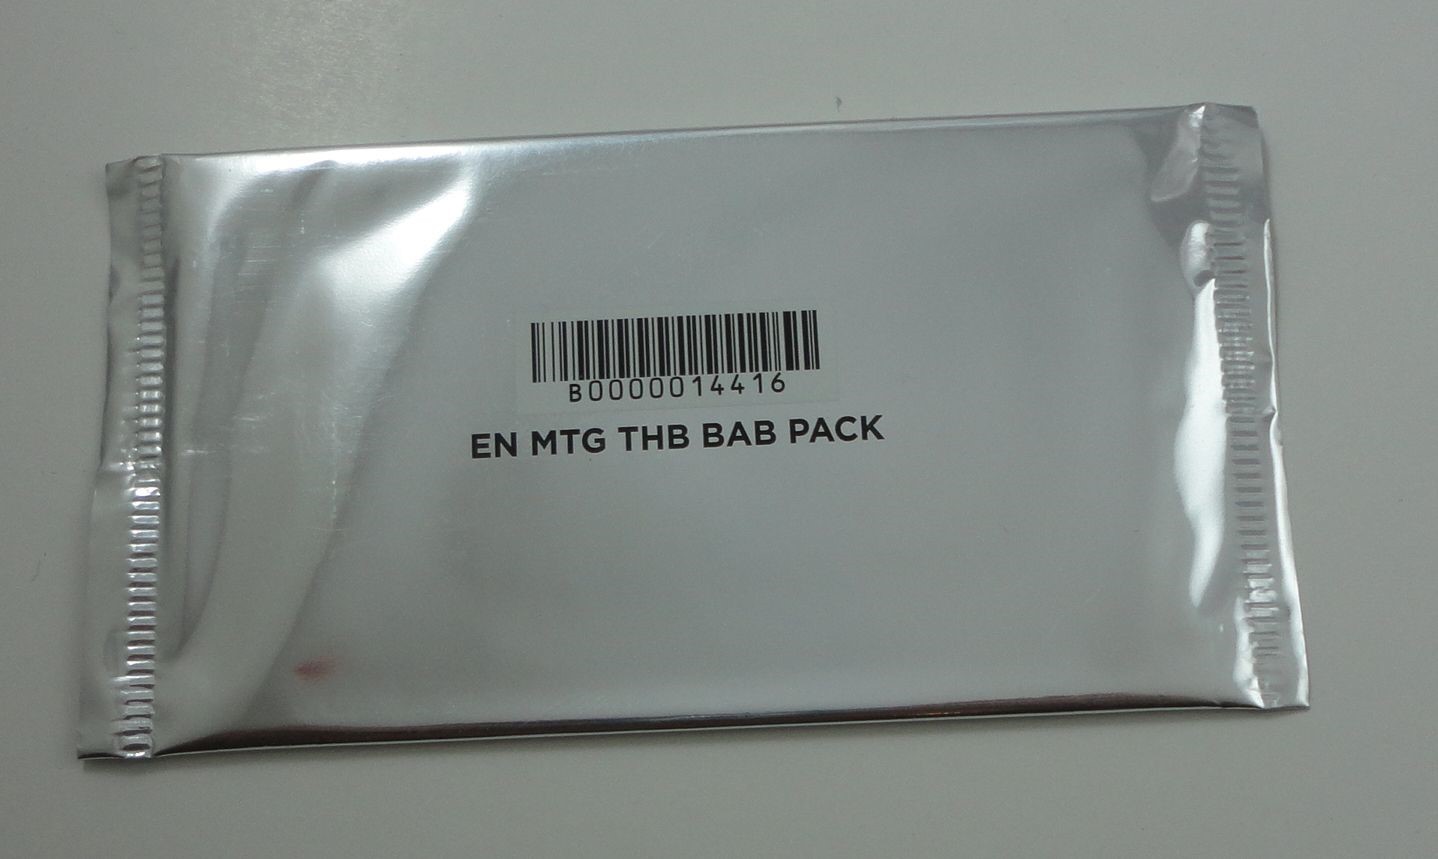 B0000014416
EN MTG THB BAB PACK